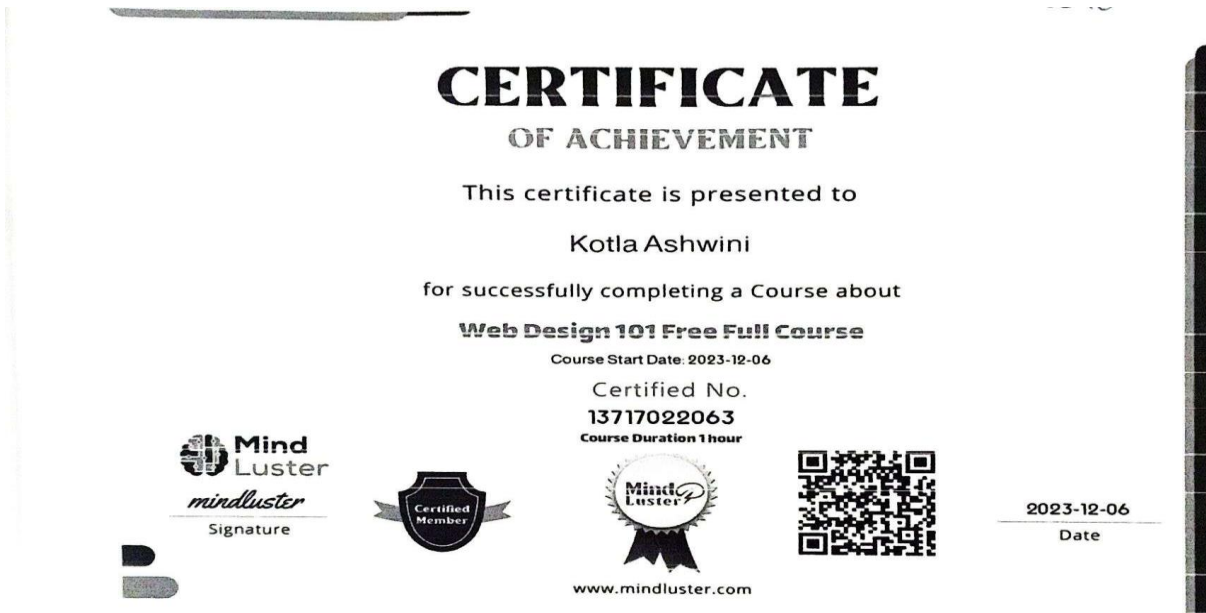 CERTIFICATE
OF ACHIEVEMENT
This certificate is presented to
Kotla Ashwini
for successfully completing a Course about
Web Design 101 Free Full Course
Course Start Date: 2023-12-06
Certified No.
13717022063
Course Duration 1 hour
Mind
Luster
mindluster
Signature
Certified
Member
Mind
Luster
www.mindluster.com
2023-12-06
Date